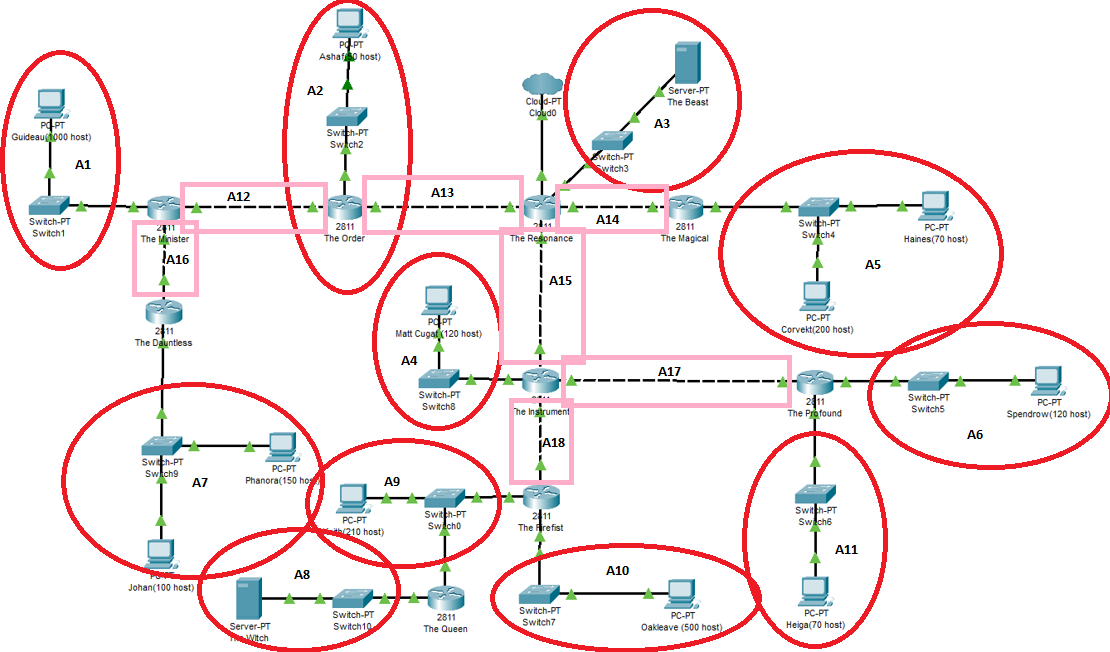 PC-PT
A2
Server-PT
The Beast
Cloud-PT
Cloud0
PC-PT
Guideau(1000 host)
A3
Switch-PT
Switch2
Switch-PT
Switch3
A1
Switch-PT
Switch1
A12
A13
A14
2811
The Minister
2811
The Order
2811
The Resonance
2811
The Magical
Switch-PT
Switch4
PC-PT
Haines(70 host)
A16
A15
A5
PC-PT
Corvekt(200 host)
2811
The Dauntless
PC-PT
Matt Cugat (120 host)
A4
Switch-PT
Switch8
2811
The Instrument
A17
2811
The Profound
Switch-PT
Switch5
PC-PT
Spendrow(120 host)
A6
A18
Switch-PT
Switch9
PC-PT
Phanora(150 host)
A7
A9
PC-PT
(210 host)
Switch-PT
Switch0
2811
The Firefist
Switch-PT
Switch6
A11
PC-PT
Johan(100 host)
A8
Server-PT
Witch
Switch-PT
Switch10
2811
The Queen
A10
Switch-PT
Switch7
PC-PT
Oakleave (500 host)
PC-PT
Heiga(70 host)